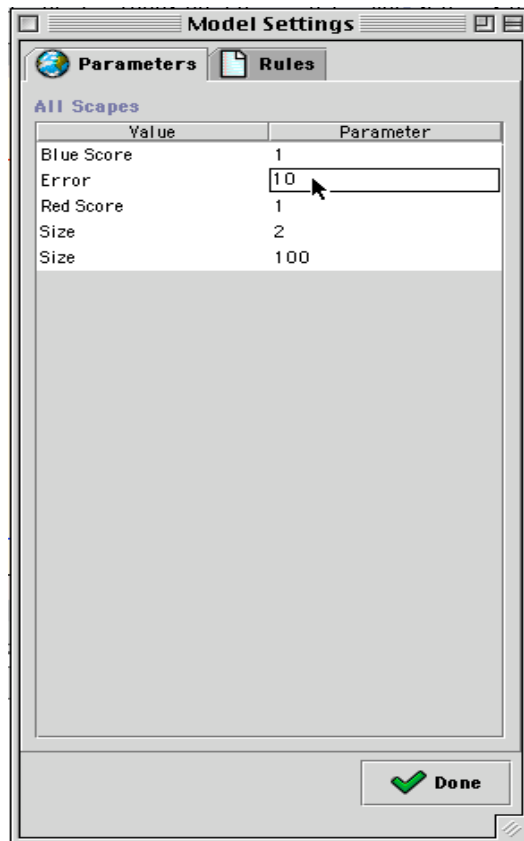 Model Settings
Parameters Rules
All Scapes
Value Parameter
Blue Score 1
Error 10
Red Score 1
Size 2
Size 100
Done